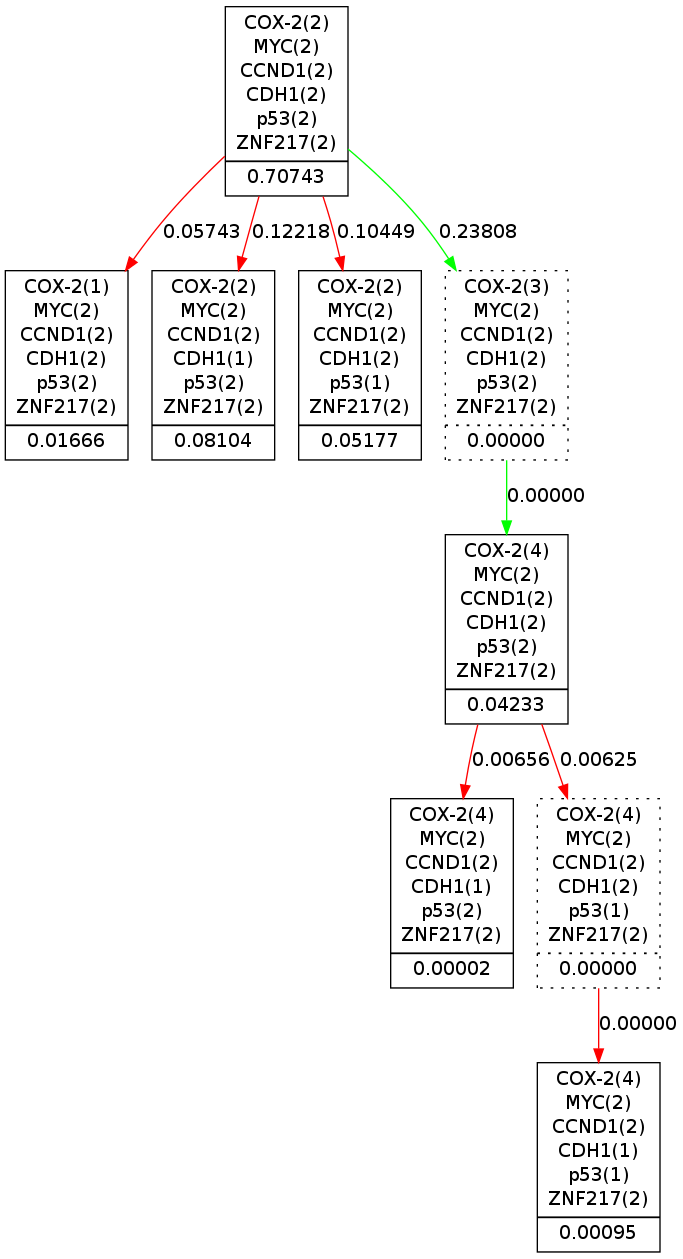 COX-2(2)
MYC(2)
CCND1(2)
CDH1(2)
p53(2)
ZNF217(2)
0.70743
0.05743
0.12218
0.10449
0.23808
COX-2(1)
MYC(2)
CCND1(2)
CDH1(2)
p53(2)
ZNF217(2)
0.01666
COX-2(2)
MYC(2)
CCND1(2)
CDH1(1)
p53(2)
ZNF217(2)
0.08104
COX-2(2)
MYC(2)
CCND1(2)
CDH1(2)
p53(1)
ZNF217(2)
0.05177
COX-2(3)
MYC(2)
CCND1(2)
CDH1(2)
p53(2)
ZNF217(2)
0.00000
0.00000
COX-2(4)
MYC(2)
CCND1(2)
CDH1(2)
p53(2)
ZNF217(2)
0.04233
0.00656
0.00625
COX-2(4)
MYC(2)
CCND1(2)
CDH1(1)
p53(2)
ZNF217(2)
0.00002
COX-2(4)
MYC(2)
CCND1(2)
CDH1(2)
p53(1)
ZNF217(2)
0.00000
0.00000
COX-2(4)
MYC(2)
CCND1(2)
CDH1(1)
p53(1)
ZNF217(2)
0.00095